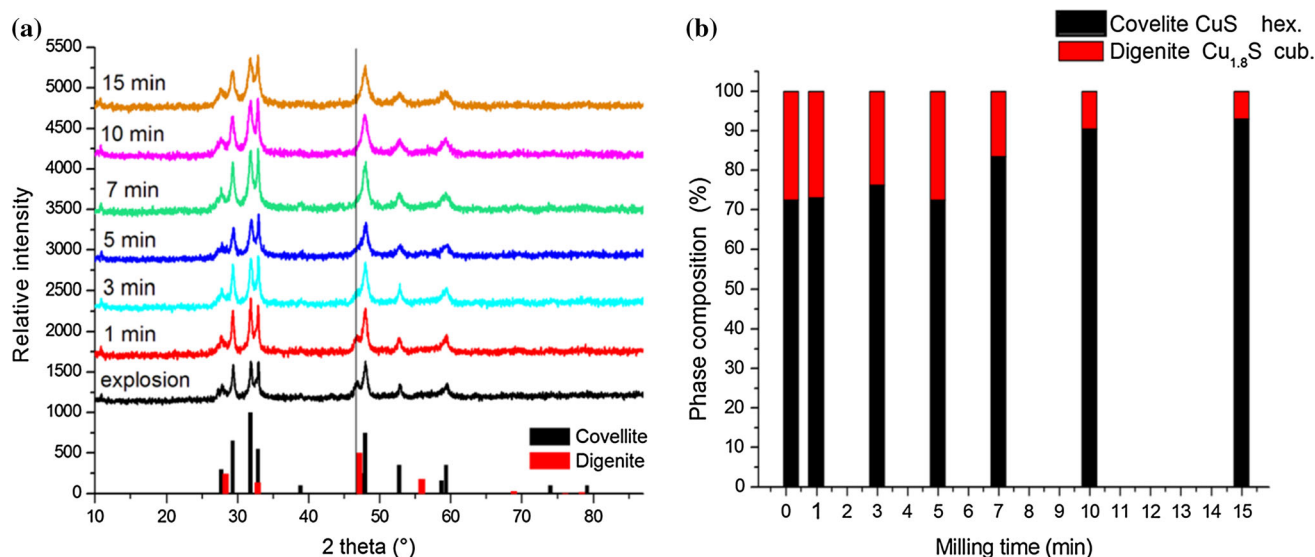 (a)
5500
5000
4500
4000
3500
3000
2500
2000
1500
1000
500
0
Relative intensity
15 min
10 min
7 min
5 min
3 min
1 min
explosion
Covellite
Digenite
10 20 30 40 50 60 70 80
2 theta (°)
(b)
Covelite CuS hex.
Digenite Cu1.8S cub.
100
90
80
70
60
50
40
30
20
10
0
Phase composition (%)
0 1 2 3 4 5 6 7 8 9 10 11 12 13 14 15
Milling time (min)